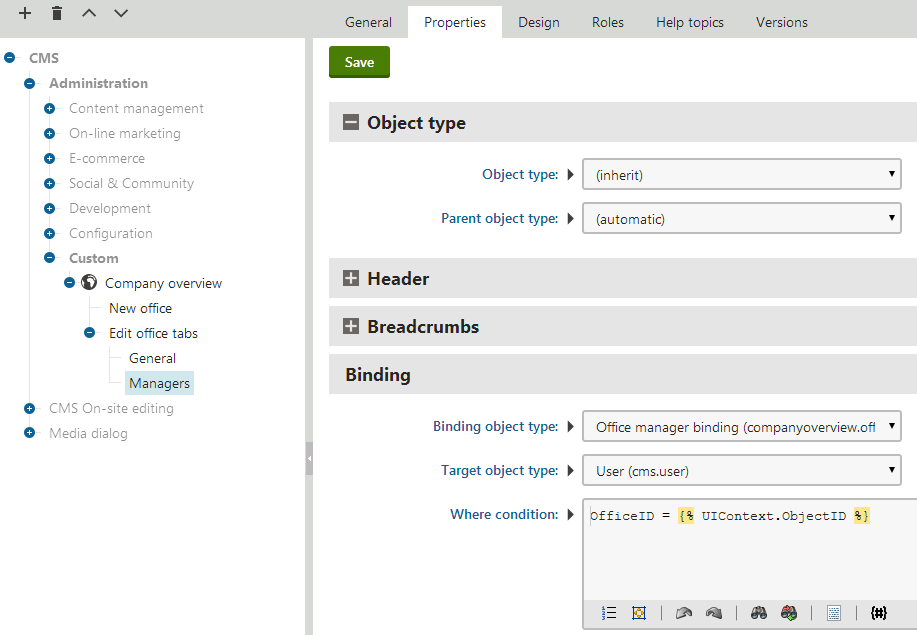 General Properties Design Roles Help topics Versions
CMS
Administration
Content management
On-line marketing
E-commerce
Social & Community
Development
Configuration
Custom
Company overview
New office
Edit office tabs
General
Managers
CMS On-site editing
Media dialog
Save
Object type
Object type: (inherit)
Parent object type: (automatic)
Header
Breadcrumbs
Binding
Binding object type: Office manager binding (companyoverview.off
Target object type: User (cms.user)
Where condition: OfficeID = {% UIContext.ObjectID %}
{#}